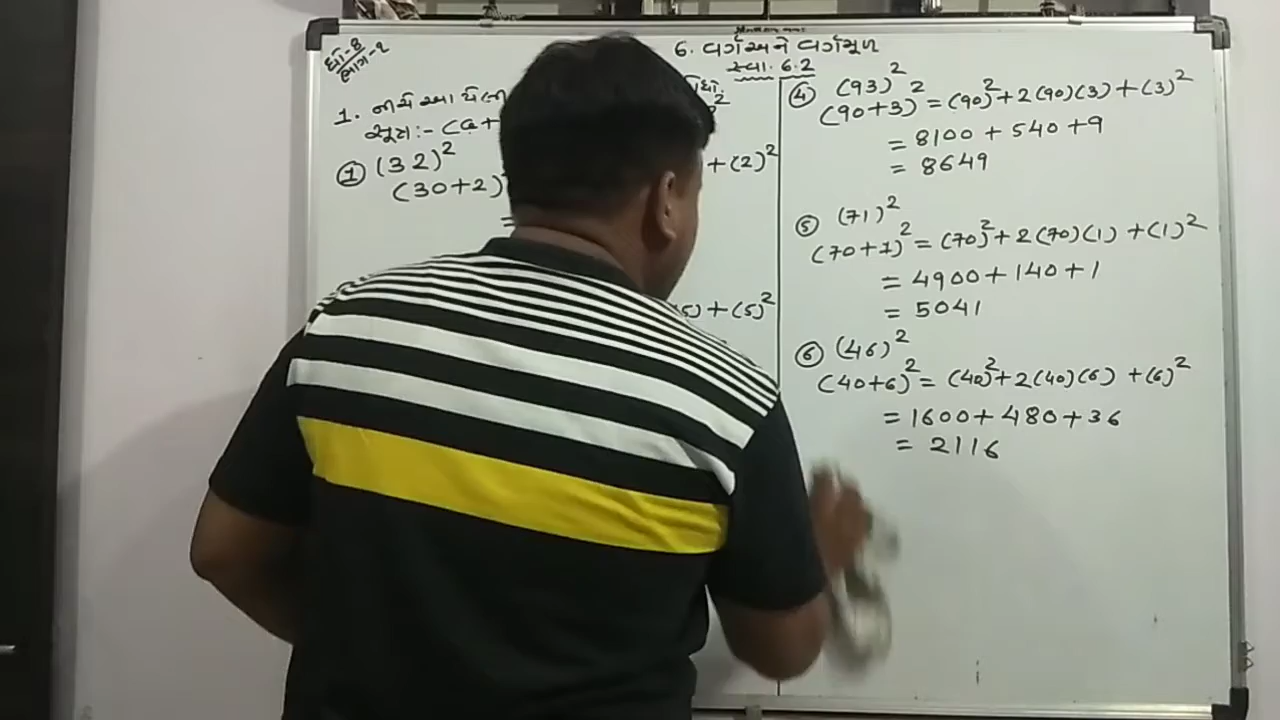 ધો-8
ભાગ-૨
6. વર્ગ અને વર્ગમૂળ
સ્વા. 6.2
1. નીચે આપેલ
સૂત્ર:- (a+
① (32)²
(30+2)
=
+(2)²
(5)+(5)²
④ (93)²
(90+3)² = (90)²+2(90)(3)+(3)²
= 8100+540+9
= 8649
⑤ (71)²
(70+1)² = (70)²+2(70)(1)+(1)²
= 4900+140+1
= 5041
⑥ (46)²
(40+6)² = (40)²+2(40)(6)+(6)²
= 1600+480+36
= 2116